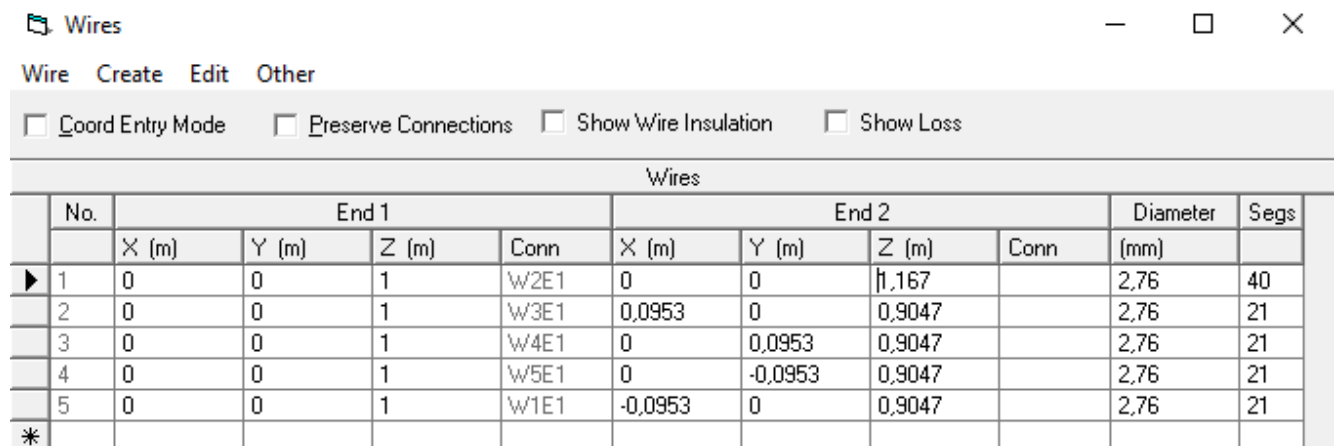 Wires
Wire Create Edit Other
Coord Entry Mode Preserve Connections Show Wire Insulation Show Loss
Wires
No. End 1 End 2 Diameter Segs
X (m) Y (m) Z (m) Conn X (m) Y (m) Z (m) Conn (mm)
1 0 0 1 W2E1 0 0 1,167 2,76 40
2 0 0 1 W3E1 0,0953 0 0,9047 2,76 21
3 0 0 1 W4E1 0 0,0953 0,9047 2,76 21
4 0 0 1 W5E1 0 -0,0953 0,9047 2,76 21
5 0 0 1 W1E1 -0,0953 0 0,9047 2,76 21
*